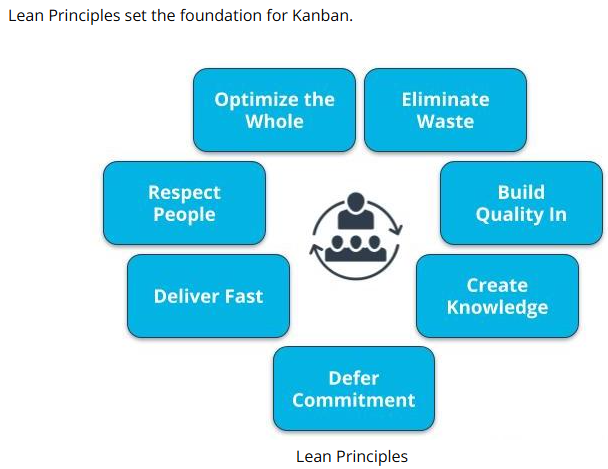 Lean Principles set the foundation for Kanban.
Optimize the
Whole
Eliminate
Waste
Respect
People
Build
Quality In
Deliver Fast
Create
Knowledge
Defer
Commitment
Lean Principles